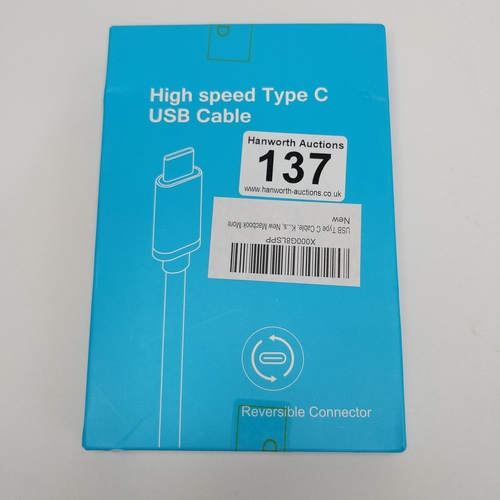 D
High speed Type C
USB Cable
Hanworth Auctions
137
www.hanworth-auctions.co.uk
X000G8LSPP
USB Type C Cable, K...s, New Macbook More
New
Reversible Connector
D